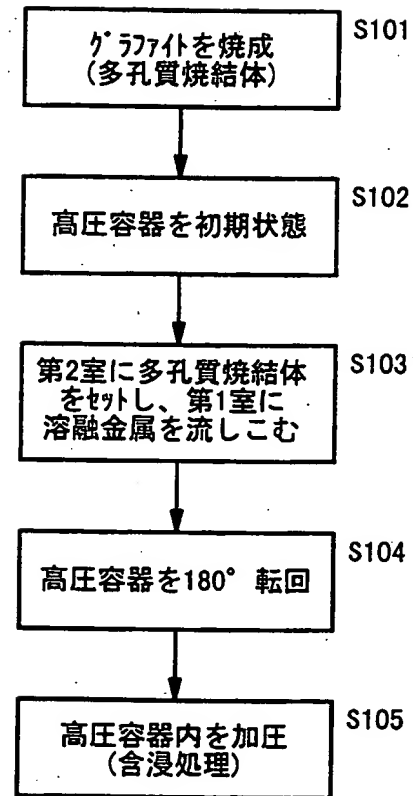 グラファイトを焼成
(多孔質焼結体)
S101
高圧容器を初期状態
S102
第2室に多孔質焼結体
をセットし、第1室に
溶融金属を流しこむ
S103
高圧容器を180° 転回
S104
高圧容器内を加圧
(含浸処理)
S105